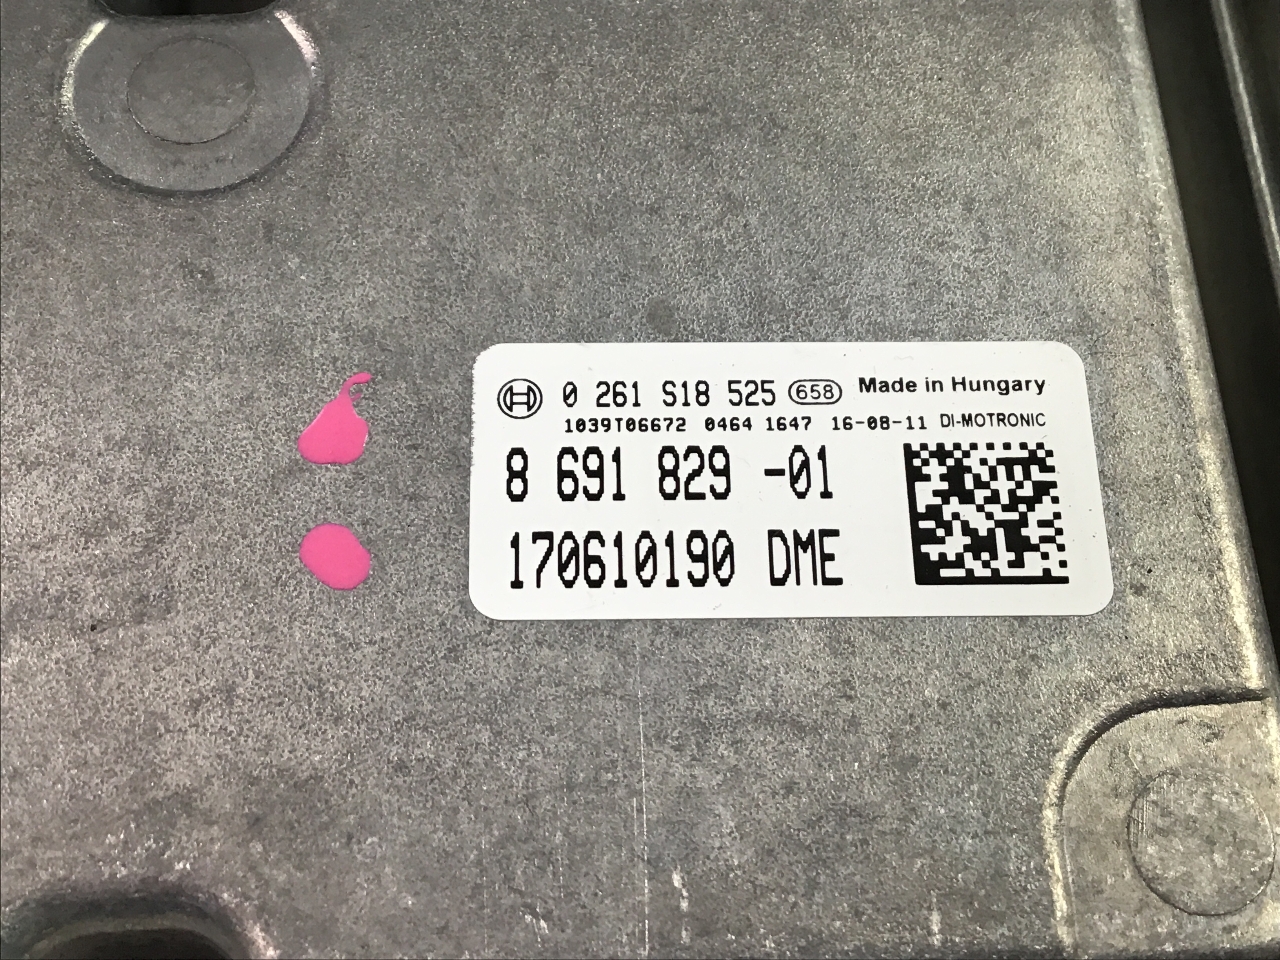 0 261 S18 525 658 Made in Hungary
1039T06672 0464 1647 16-08-11 DI-MOTRONIC
8 691 829 -01
170610190 DME